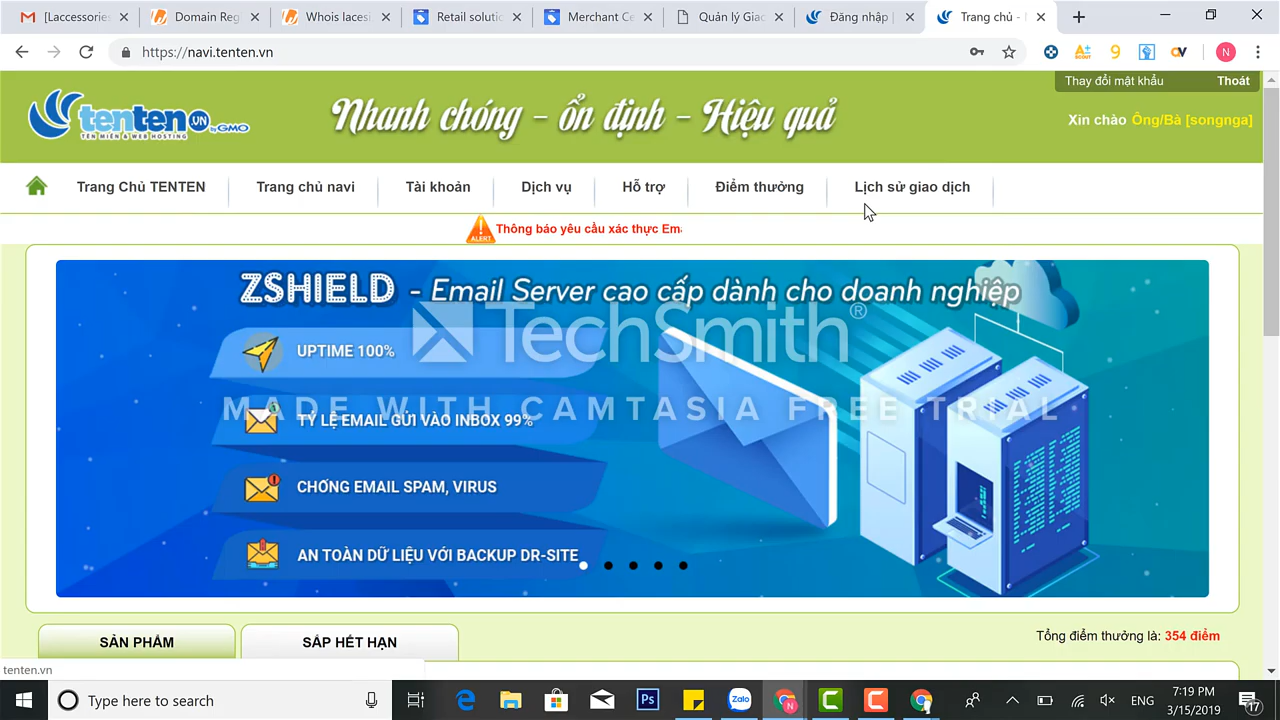 [Laccessorie
Domain Reg
Whois lacesi
Retail solutio
Merchant Ce
Quản lý Giao
Đăng nhập |
Trang chủ -
https://navi.tenten.vn
Thay đổi mật khẩu Thoát
tenten.vn by GMO
TÊN MIỀN & WEB HOSTING
Nhanh chóng - ổn định - Hiệu quả
Xin chào Ông/Bà [songnga]
Trang Chủ TENTEN
Trang chủ navi
Tài khoản
Dịch vụ
Hỗ trợ
Điểm thưởng
Lịch sử giao dịch
ALERT
Thông báo yêu cầu xác thực Ema
ZSHIELD - Email Server cao cấp dành cho doanh nghiệp
TechSmith®
UPTIME 100%
MADE WITH CAMTASIA FREE TRIAL
TỶ LỆ EMAIL GỬI VÀO INBOX 99%
CHỐNG EMAIL SPAM, VIRUS
AN TOÀN DỮ LIỆU VỚI BACKUP DR-SITE
SẢN PHẨM
SẮP HẾT HẠN
Tổng điểm thưởng là: 354 điểm
tenten.vn
Type here to search
ENG
7:19 PM
3/15/2019
17